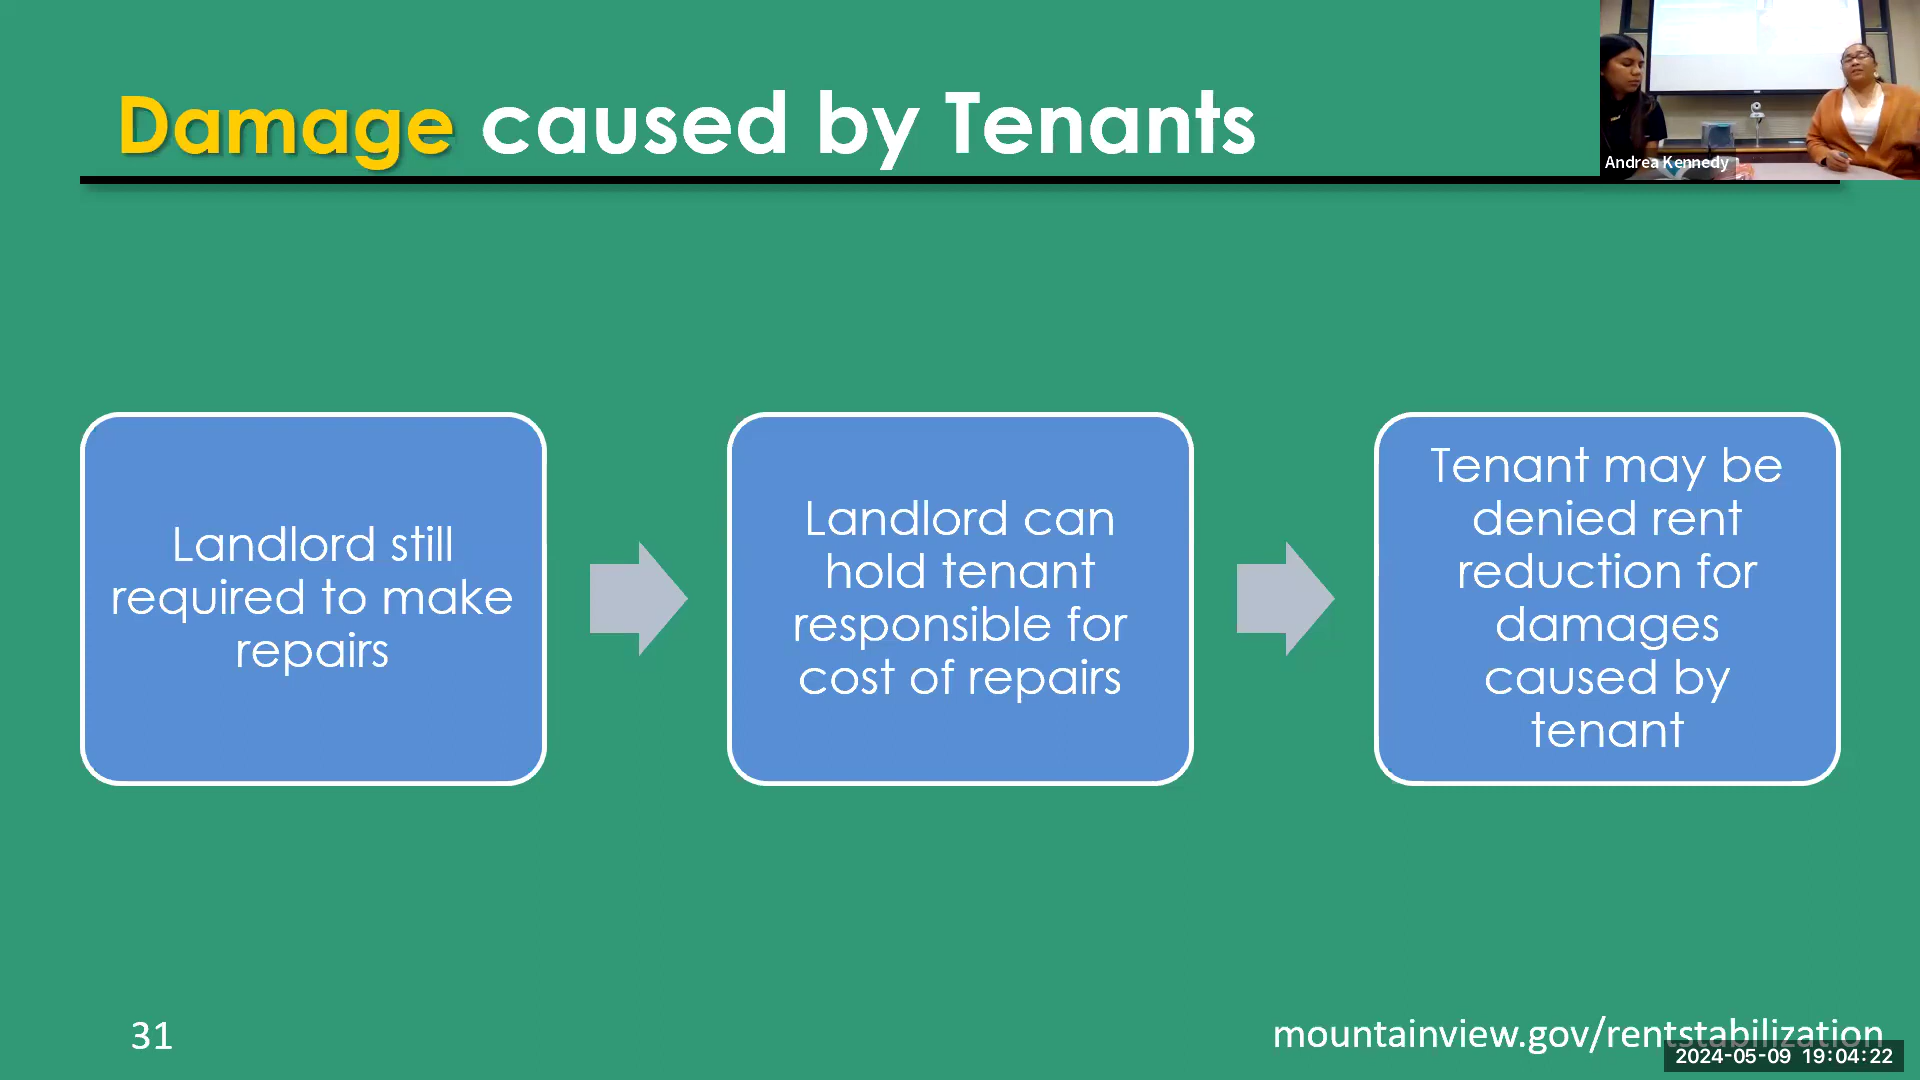 Damage caused by Tenants
Andrea Kennedy
Landlord still
required to make
repairs
Landlord can
hold tenant
responsible for
cost of repairs
Tenant may be
denied rent
reduction for
damages
caused by
tenant
31
mountainview.gov/rentstabilization
2024-05-09 19:04:22